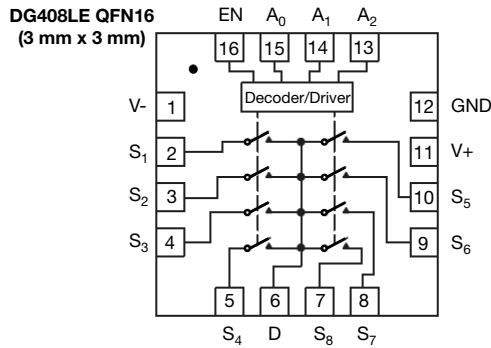 DG408LE QFN16
(3 mm x 3 mm)
EN A₀ A₁ A₂
16 15 14 13
Decoder/Driver
V- 1
12 GND
S₁ 2
11 V+
S₂ 3
10 S₅
S₃ 4
9 S₆
5 6 7 8
S₄ D S₈ S₇